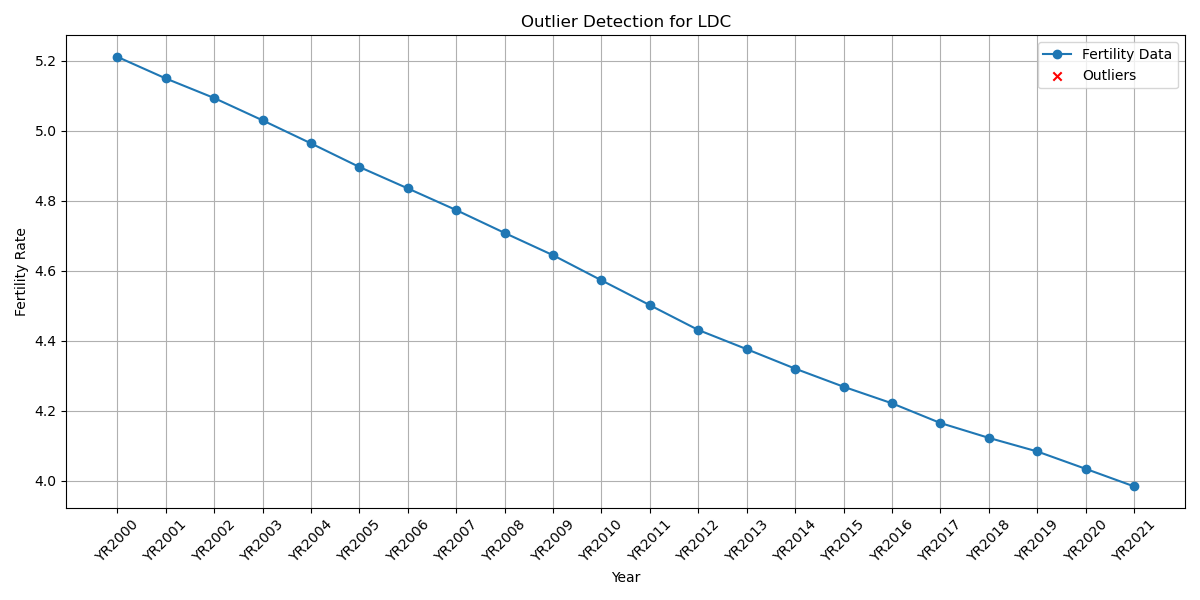 Outlier Detection for LDC
Fertility Data
Outliers
Fertility Rate
5.2
5.0
4.8
4.6
4.4
4.2
4.0
YR2000
YR2001
YR2002
YR2003
YR2004
YR2005
YR2006
YR2007
YR2008
YR2009
YR2010
YR2011
YR2012
YR2013
YR2014
YR2015
YR2016
YR2017
YR2018
YR2019
YR2020
YR2021
Year